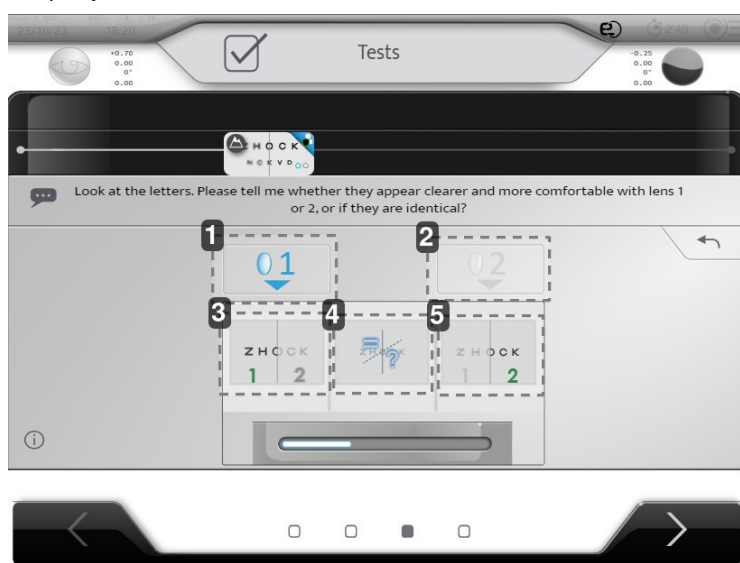 23/10/23 18:20
Tests
2:40
+0.70
0.00
0°
0.00
-0.25
0.00
0°
0.00
ZHOCK
NCKVD
Look at the letters. Please tell me whether they appear clearer and more comfortable with lens 1
or 2, or if they are identical?
1
2
01
02
3
4
5
ZHOCK
1 2
ZHOCK
?
ZHOCK
1 2